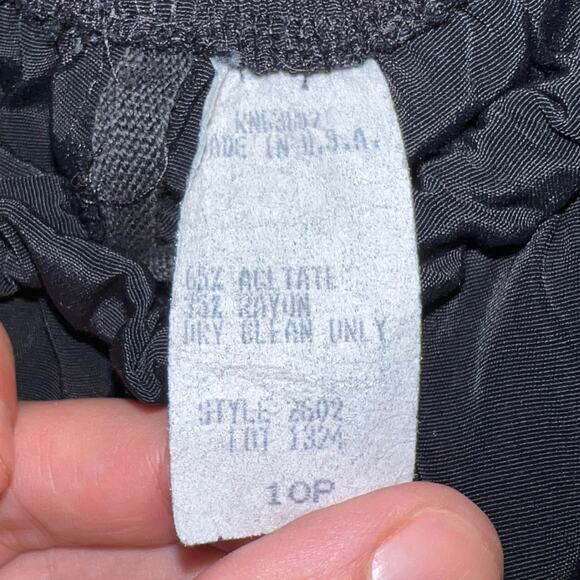 MADE IN U.S.A.
65% ACETATE
35% RAYON
DRY CLEAN ONLY
STYLE 2602
LOT 1324
10P